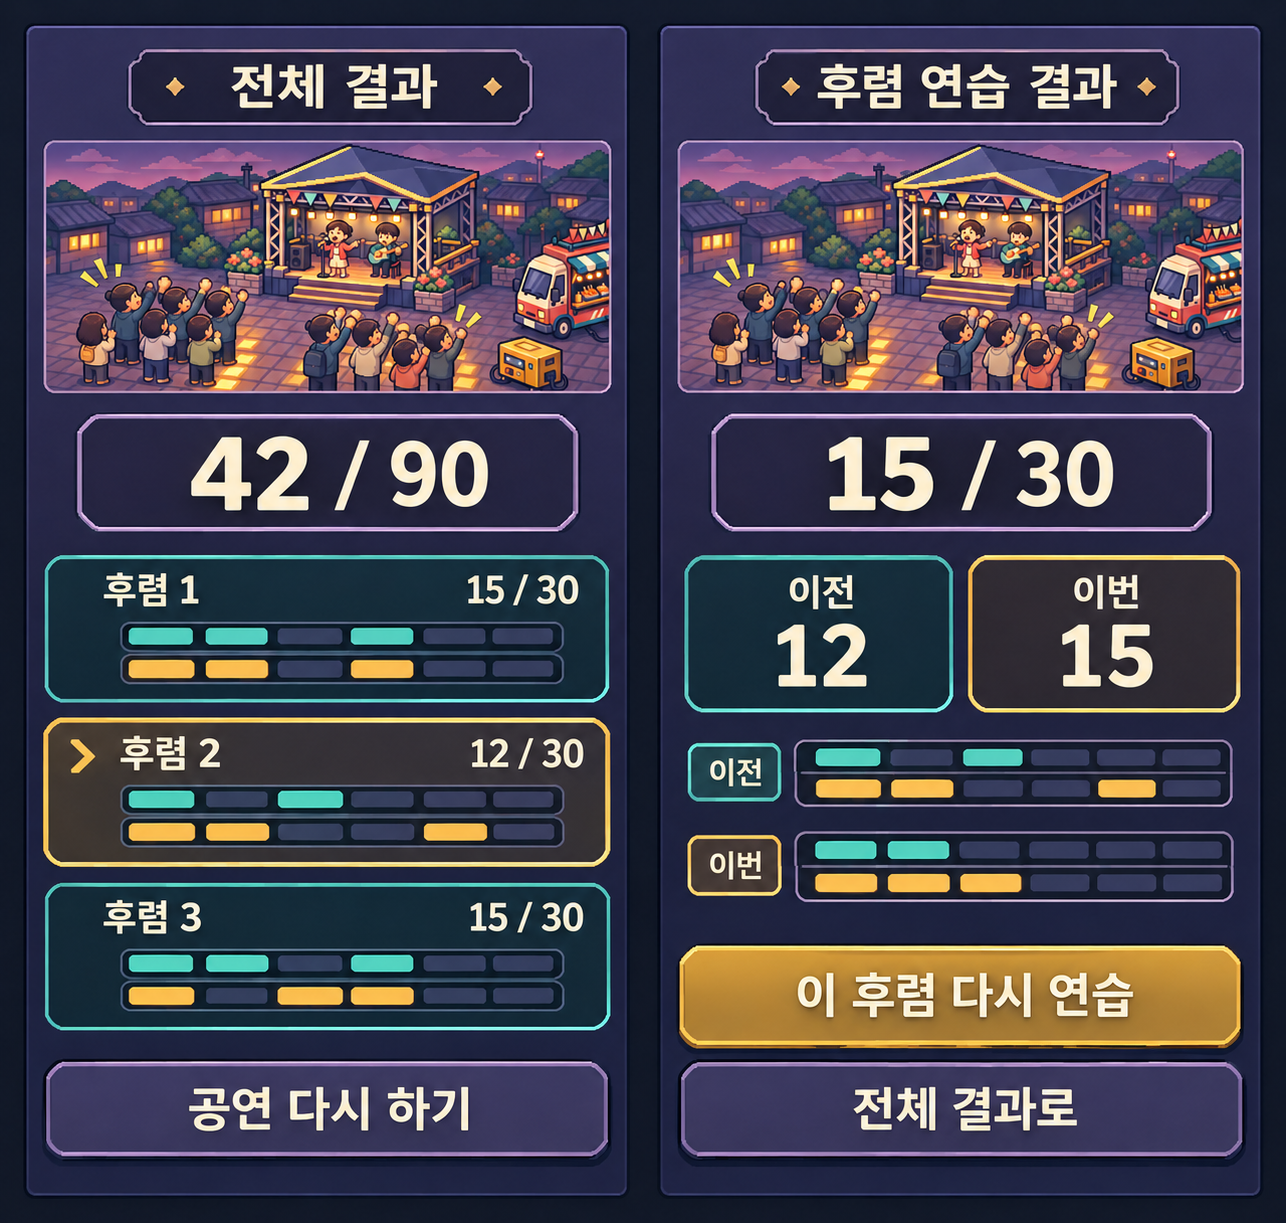 전체 결과
42 / 90
후렴 1 15 / 30
후렴 2 12 / 30
후렴 3 15 / 30
공연 다시 하기
후렴 연습 결과
15 / 30
이전 이번
12 15
이전
이번
이 후렴 다시 연습
전체 결과로